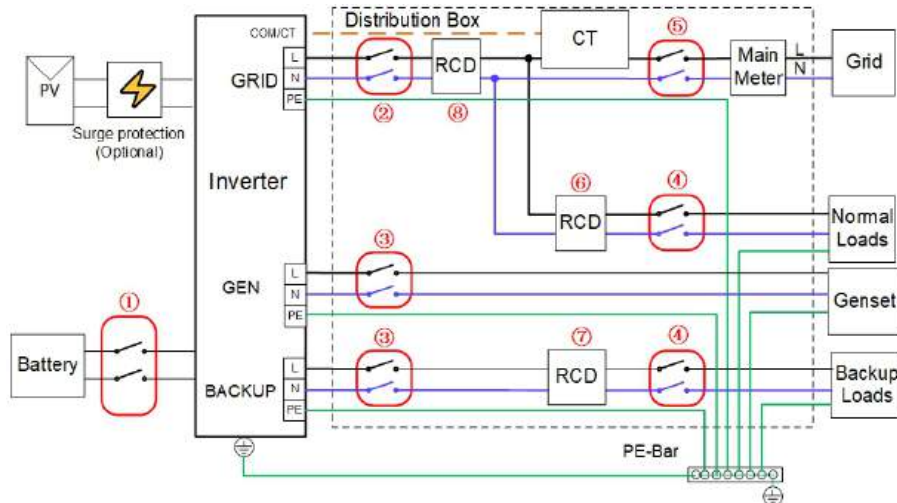 Distribution Box
COM/CT
CT
⑤
L
N
PE
GRID
RCD
②
⑧
Main
Meter
L
N
Grid
PV
Surge protection
(Optional)
Inverter
⑥
④
RCD
Normal
Loads
③
L
N
PE
GEN
Genset
①
Battery
③
⑦
④
L
N
PE
BACKUP
RCD
Backup
Loads
PE-Bar